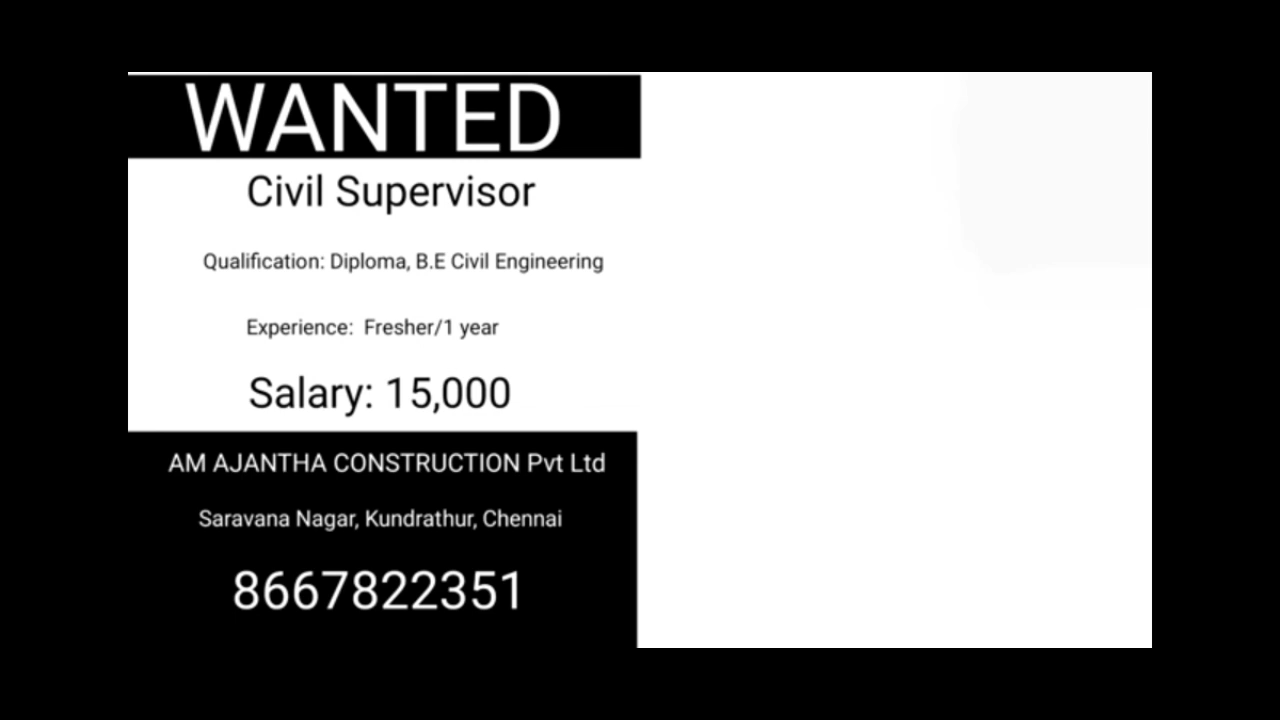 WANTED
Civil Supervisor
Qualification: Diploma, B.E Civil Engineering
Experience: Fresher/1 year
Salary: 15,000
AM AJANTHA CONSTRUCTION Pvt Ltd
Saravana Nagar, Kundrathur, Chennai
8667822351